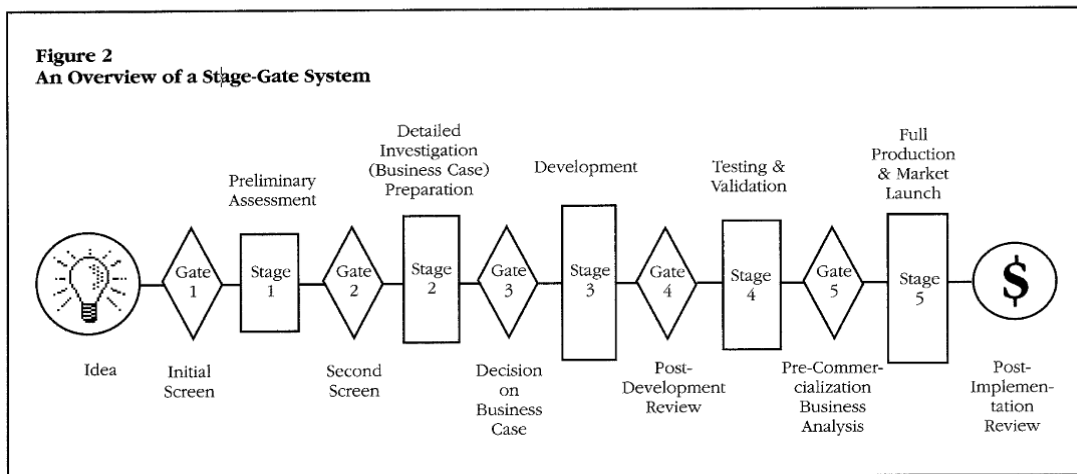 Figure 2
An Overview of a Stage-Gate System
Preliminary
Assessment
Detailed
Investigation
(Business Case)
Preparation
Development
Testing &
Validation
Full
Production
& Market
Launch
Gate
1
Stage
1
Gate
2
Stage
2
Gate
3
Stage
3
Gate
4
Stage
4
Gate
5
Stage
5
$
Idea
Initial
Screen
Second
Screen
Decision
on
Business
Case
Post-
Development
Review
Pre-Commer-
cialization
Business
Analysis
Post-
Implemen-
tation
Review